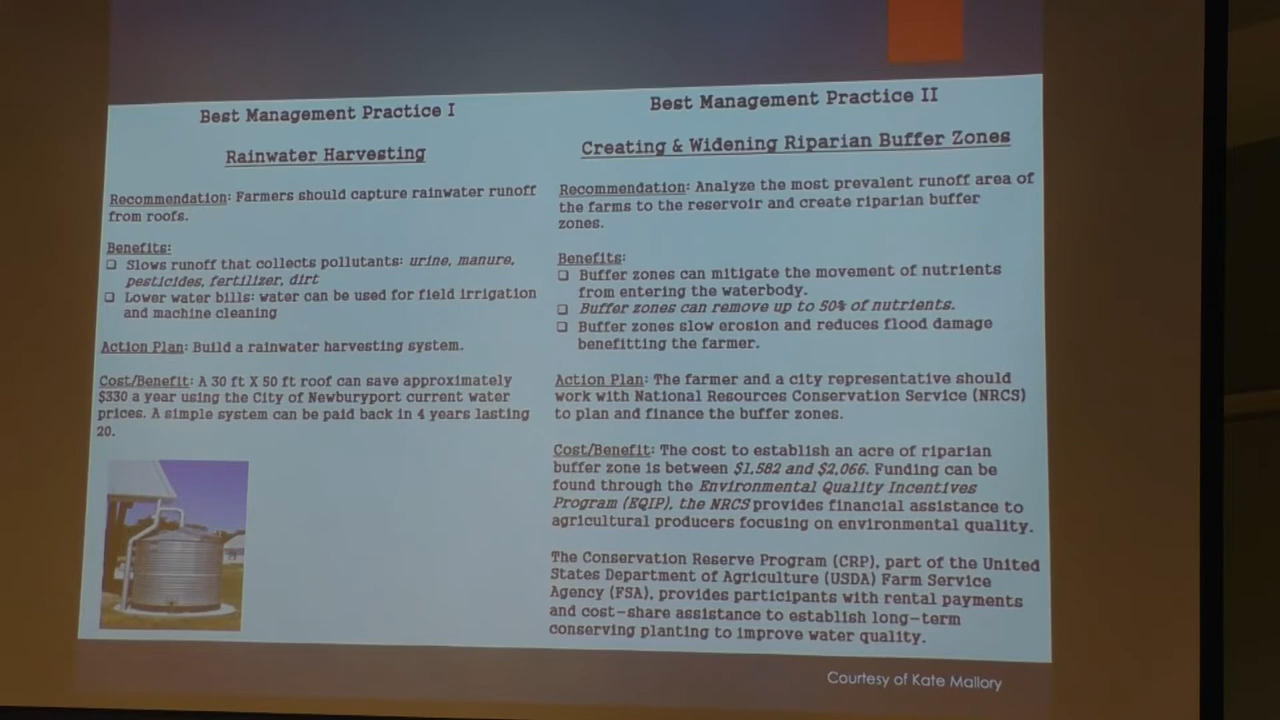 Best Management Practice I
Rainwater Harvesting
Recommendation: Farmers should capture rainwater runoff
from roofs.
Benefits:
❑ Slows runoff that collects pollutants: urine, manure,
pesticides, fertilizer, dirt
❑ Lower water bills: water can be used for field irrigation
and machine cleaning
Action Plan: Build a rainwater harvesting system.
Cost/Benefit: A 30 ft X 50 ft roof can save approximately
$330 a year using the City of Newburyport current water
prices. A simple system can be paid back in 4 years lasting
20.
Best Management Practice II
Creating & Widening Riparian Buffer Zones
Recommendation: Analyze the most prevalent runoff area of
the farms to the reservoir and create riparian buffer
zones.
Benefits:
❑ Buffer zones can mitigate the movement of nutrients
from entering the waterbody.
❑ Buffer zones can remove up to 50% of nutrients.
❑ Buffer zones slow erosion and reduces flood damage
benefitting the farmer.
Action Plan: The farmer and a city representative should
work with National Resources Conservation Service (NRCS)
to plan and finance the buffer zones.
Cost/Benefit: The cost to establish an acre of riparian
buffer zone is between $1,582 and $2,066. Funding can be
found through the Environmental Quality Incentives
Program (EQIP), the NRCS provides financial assistance to
agricultural producers focusing on environmental quality.
The Conservation Reserve Program (CRP), part of the United
States Department of Agriculture (USDA) Farm Service
Agency (FSA), provides participants with rental payments
and cost-share assistance to establish long-term
conserving planting to improve water quality.
Courtesy of Kate Mallory